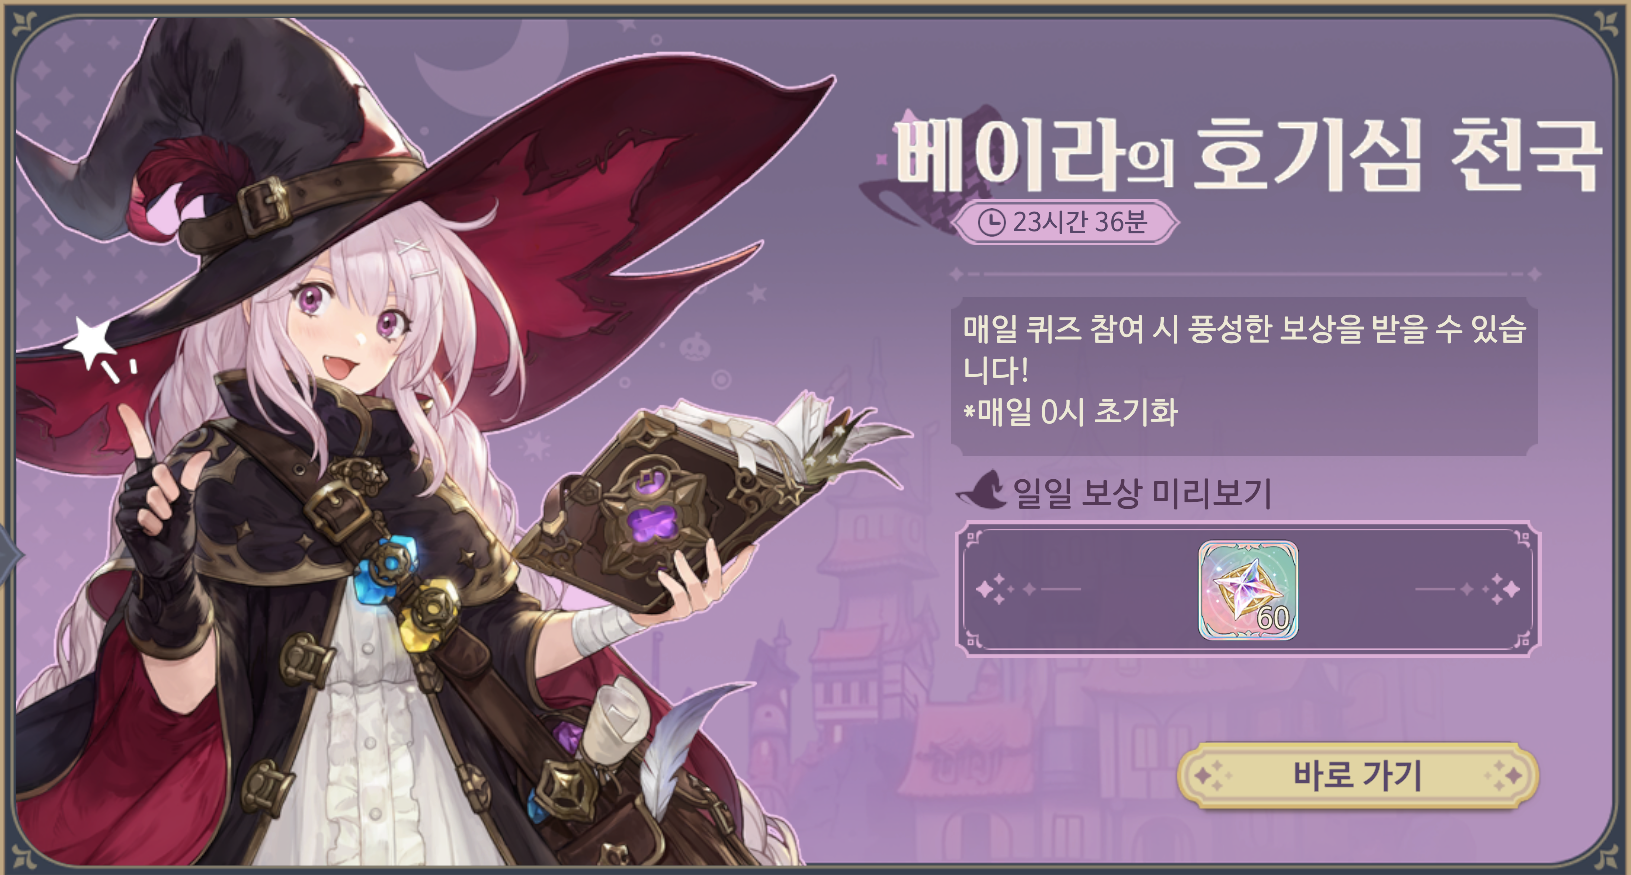 베이라의 호기심 천국
23시간 36분
매일 퀴즈 참여 시 풍성한 보상을 받을 수 있습
니다!
*매일 0시 초기화
일일 보상 미리보기
60
바로 가기